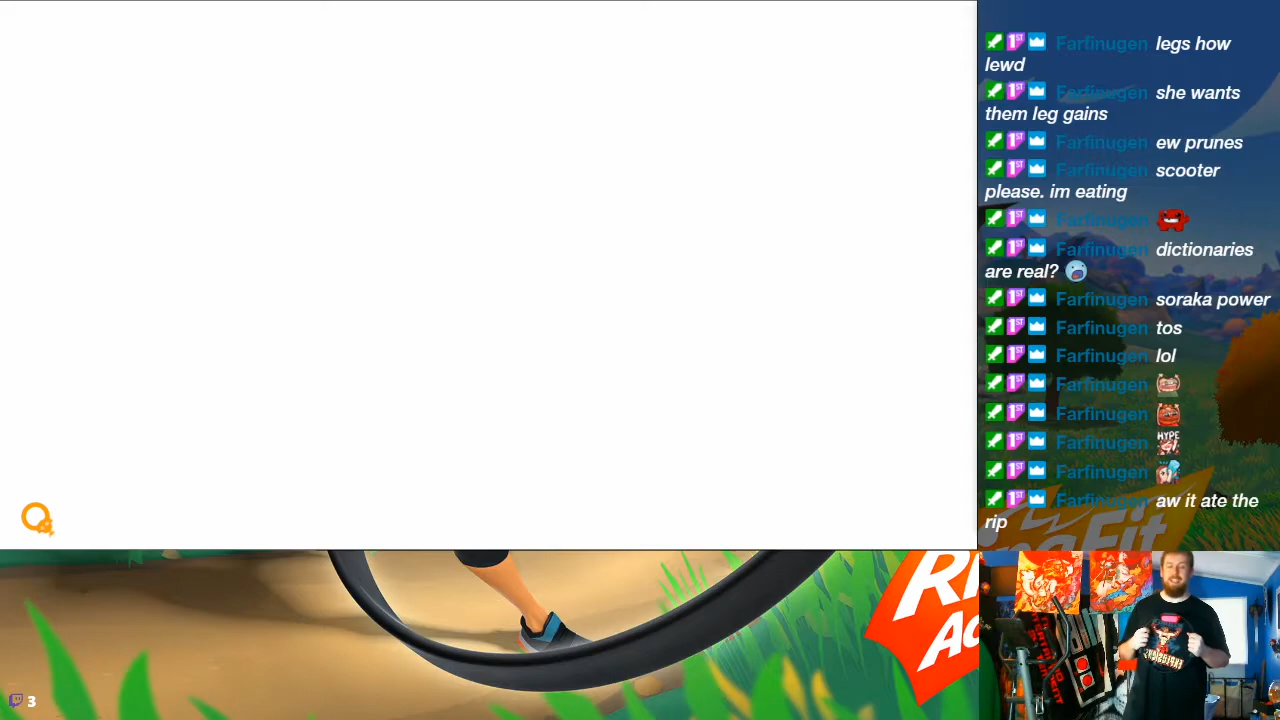 Farfinugen legs how
lewd
Farfinugen she wants
them leg gains
Farfinugen ew prunes
Farfinugen scooter
please. im eating
Farfinugen
Farfinugen dictionaries
are real?
Farfinugen soraka power
Farfinugen tos
Farfinugen lol
Farfinugen
Farfinugen
Farfinugen HYPE
Farfinugen
Farfinugen aw it ate the
rip
3